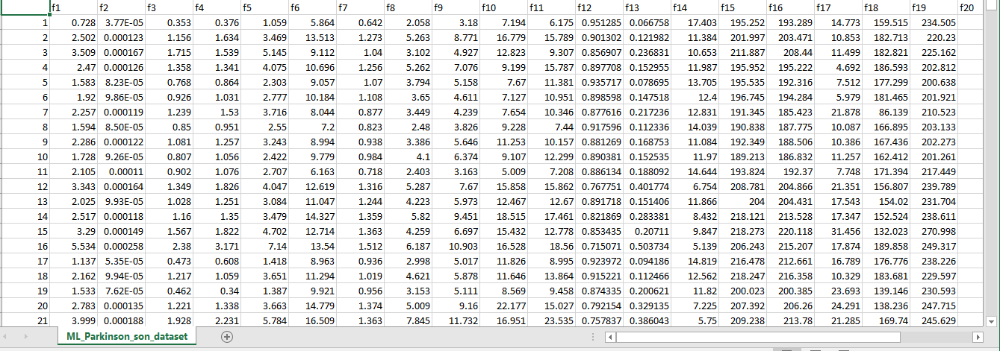 f1 f2 f3 f4 f5 f6 f7 f8 f9 f10 f11 f12 f13 f14 f15 f16 f17 f18 f19 f20
1 0.728 3.77E-05 0.353 0.376 1.059 5.864 0.642 2.058 3.18 7.194 6.175 0.951285 0.066758 17.403 195.252 193.289 14.773 159.515 234.505
2 2.502 0.000123 1.156 1.634 3.469 13.513 1.273 5.263 8.771 16.779 15.789 0.901302 0.121982 11.384 201.997 203.471 10.853 182.713 220.23
3 3.509 0.000167 1.715 1.539 5.145 9.112 1.04 3.102 4.927 12.823 9.307 0.856907 0.236831 10.653 211.887 208.44 11.499 182.821 225.162
4 2.47 0.000126 1.358 1.341 4.075 10.696 1.256 5.262 7.076 9.199 15.787 0.897708 0.152955 11.987 195.952 195.222 4.692 186.593 202.812
5 1.583 8.23E-05 0.768 0.864 2.303 9.057 1.07 3.794 5.158 7.67 11.381 0.935717 0.078695 13.705 195.535 192.316 7.512 177.299 200.638
6 1.92 9.86E-05 0.926 1.031 2.777 10.184 1.108 3.65 4.611 7.127 10.951 0.898598 0.147518 12.4 196.745 194.284 5.979 181.465 201.921
7 2.257 0.000119 1.239 1.53 3.716 8.044 0.877 3.449 4.239 7.654 10.346 0.877616 0.217236 12.831 191.345 185.423 21.878 86.139 210.523
8 1.594 8.50E-05 0.85 0.951 2.55 7.2 0.823 2.48 3.826 9.228 7.44 0.917596 0.112336 14.039 190.838 187.775 10.087 166.895 203.133
9 2.286 0.000122 1.081 1.257 3.243 8.994 0.938 3.386 5.646 11.253 10.157 0.881269 0.168753 11.084 192.349 188.506 10.386 167.436 202.273
10 1.728 9.26E-05 0.807 1.056 2.422 9.779 0.984 4.1 6.374 9.107 12.299 0.890381 0.152535 11.97 189.213 186.832 11.257 162.412 201.261
11 2.105 0.00011 0.902 1.076 2.707 6.163 0.718 2.403 3.163 5.009 7.208 0.886134 0.188092 14.644 193.824 192.37 7.748 171.394 217.449
12 3.343 0.000164 1.349 1.826 4.047 12.619 1.316 5.287 7.67 15.858 15.862 0.767751 0.401774 6.754 208.781 204.866 21.351 156.807 239.789
13 2.025 9.93E-05 1.028 1.251 3.084 11.047 1.244 4.223 5.973 12.467 12.67 0.891718 0.151406 11.866 204 204.431 17.543 154.02 231.704
14 2.517 0.000118 1.16 1.35 3.479 14.327 1.359 5.82 9.451 18.515 17.461 0.821869 0.283381 8.432 218.121 213.528 17.347 152.524 238.611
15 3.29 0.000149 1.567 1.822 4.702 12.714 1.363 4.259 6.697 15.432 12.778 0.853435 0.20711 9.847 218.273 220.118 31.456 132.023 270.998
16 5.534 0.000258 2.38 3.171 7.14 13.54 1.512 6.187 10.903 16.528 18.56 0.715071 0.503734 5.139 206.243 215.207 17.874 189.858 249.317
17 1.137 5.35E-05 0.473 0.608 1.418 8.963 0.936 2.998 5.017 11.826 8.995 0.923972 0.094186 14.819 216.478 212.661 16.789 176.776 238.226
18 2.162 9.94E-05 1.217 1.059 3.651 11.294 1.019 4.621 5.878 11.646 13.864 0.915221 0.112466 12.562 218.247 216.358 10.329 183.681 229.597
19 1.533 7.62E-05 0.462 0.34 1.387 9.921 0.956 3.153 5.111 8.569 9.458 0.874335 0.200621 11.82 200.023 200.385 23.693 139.146 230.593
20 2.783 0.000135 1.221 1.338 3.663 14.779 1.374 5.009 9.16 22.177 15.027 0.792154 0.329135 7.225 207.392 206.26 24.291 138.236 247.715
21 3.999 0.000188 1.928 2.231 5.784 16.509 1.363 7.845 11.732 16.951 23.535 0.757837 0.386043 5.75 209.238 213.78 21.285 169.74 245.629
ML_Parkinson_son_dataset